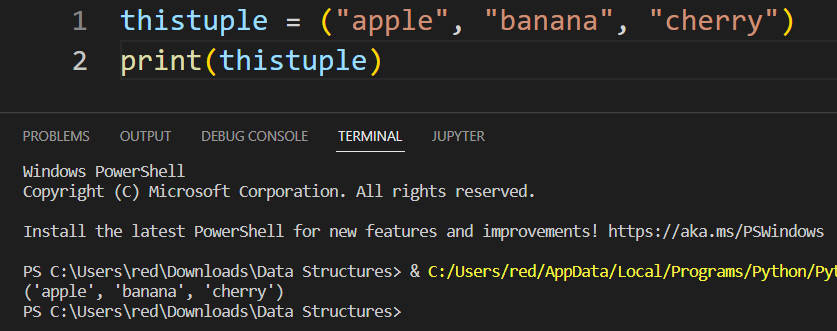 1 thistuple = ("apple", "banana", "cherry")
2 print(thistuple)
PROBLEMS OUTPUT DEBUG CONSOLE TERMINAL JUPYTER
Windows PowerShell
Copyright (C) Microsoft Corporation. All rights reserved.
Install the latest PowerShell for new features and improvements! https://aka.ms/PSWindows
PS C:\Users\red\Downloads\Data Structures> & C:/Users/red/AppData/Local/Programs/Python/Pyt
('apple', 'banana', 'cherry')
PS C:\Users\red\Downloads\Data Structures>